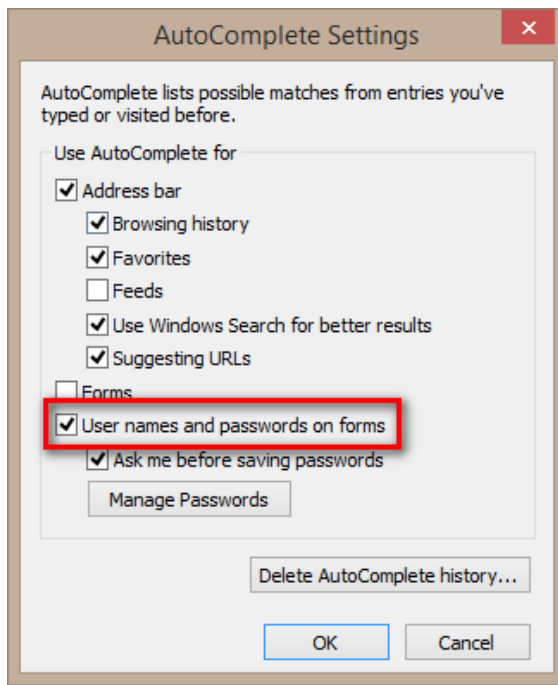 AutoComplete Settings
AutoComplete lists possible matches from entries you've
typed or visited before.
Use AutoComplete for
Address bar
Browsing history
Favorites
Feeds
Use Windows Search for better results
Suggesting URLs
Forms
User names and passwords on forms
Ask me before saving passwords
Manage Passwords
Delete AutoComplete history...
OK Cancel